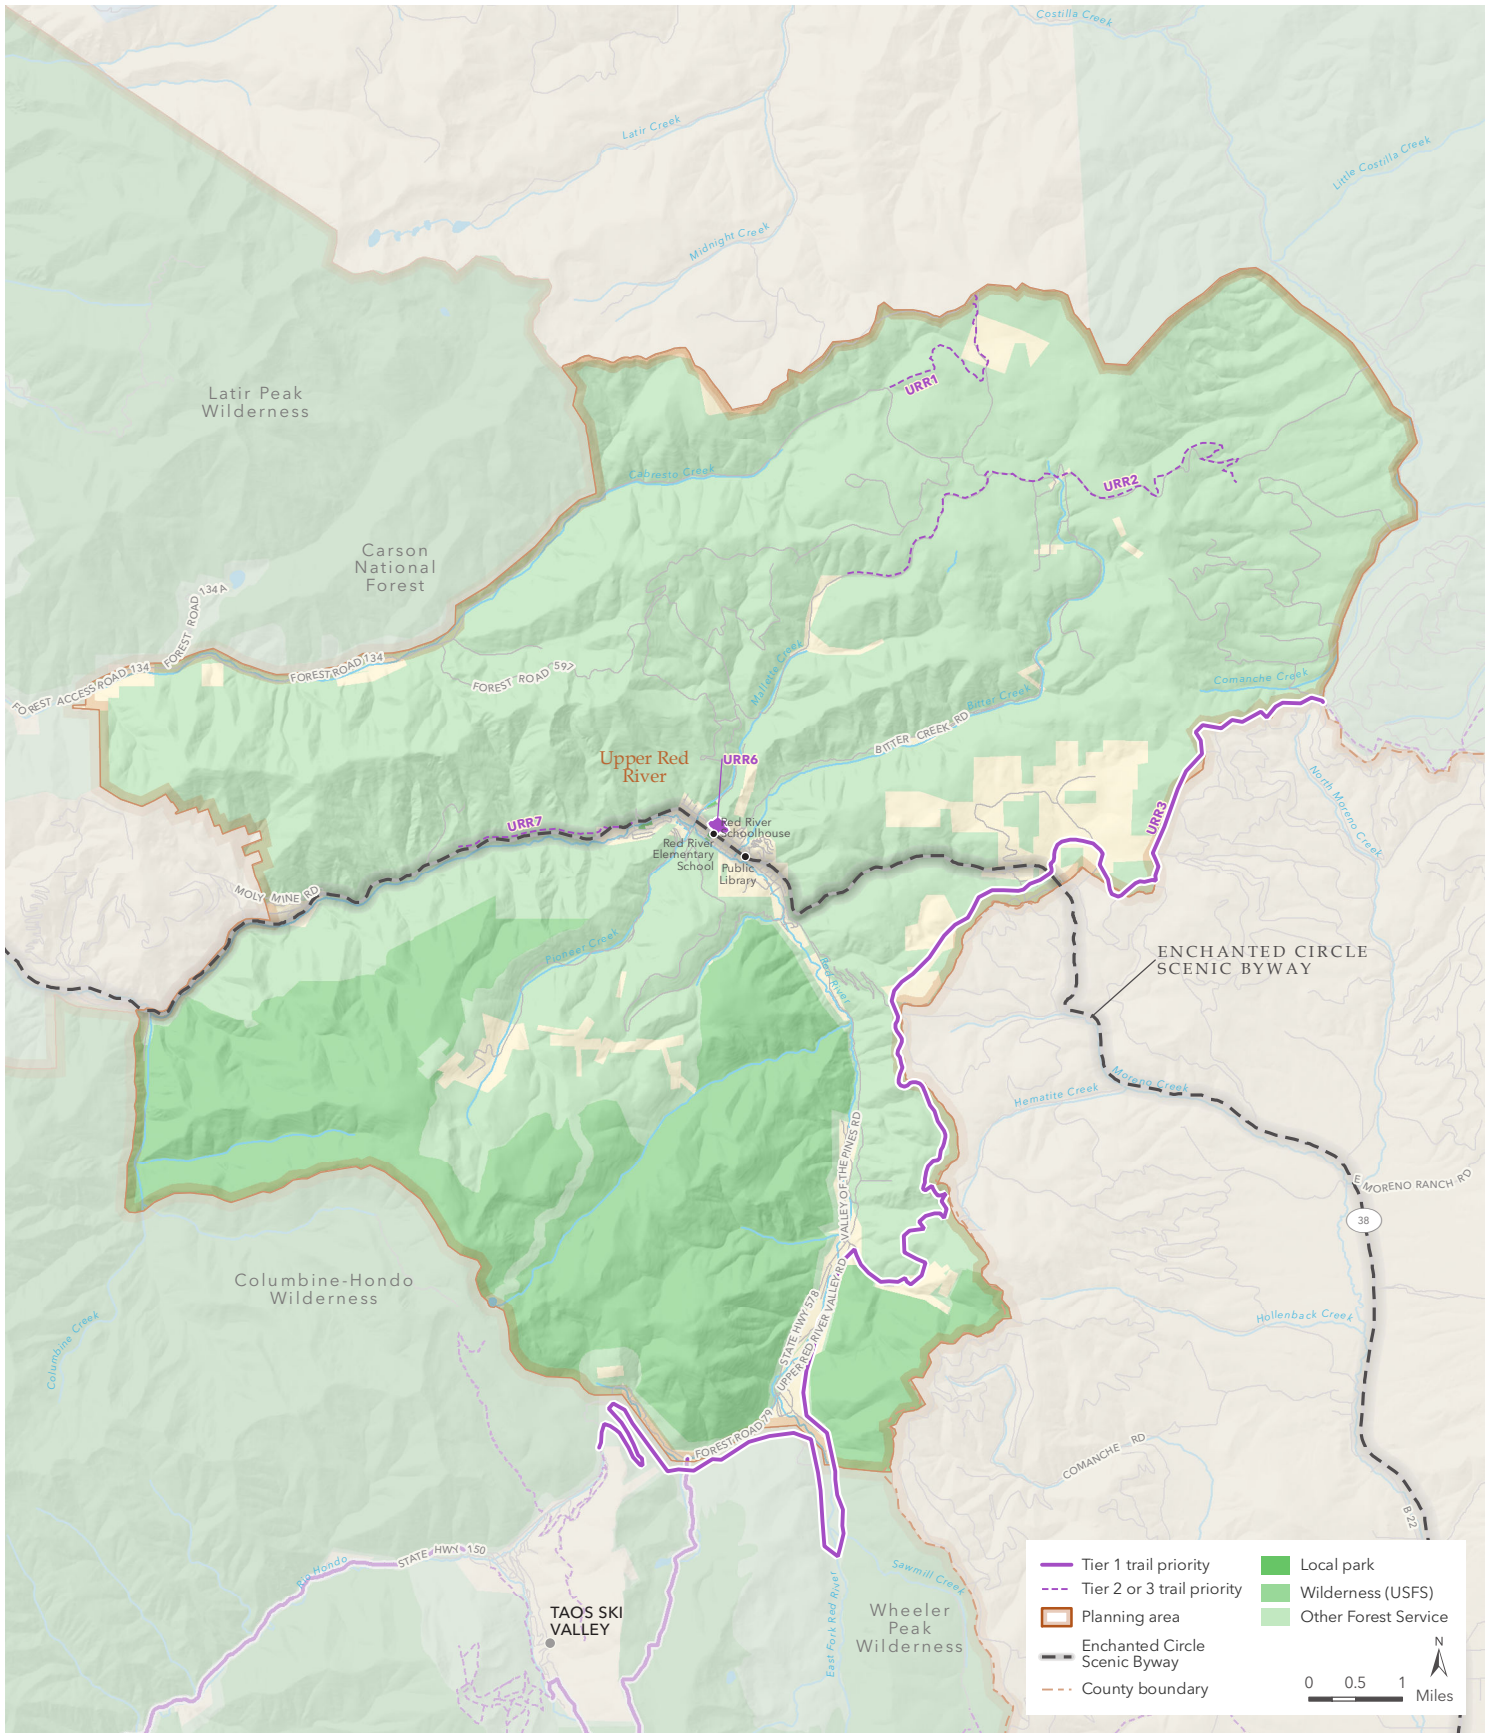 Costilla Creek
Latir Creek
Little Costilla Creek
Midnight Creek
Latir Peak
Wilderness
URR1
Cabresto Creek
URR2
Carson
National
Forest
FOREST ROAD 134A
FOREST ROAD 134
FOREST ACCESS ROAD 134
FOREST ROAD 597
Mallette Creek
Comanche Creek
Bitter Creek
BITTER CREEK RD
Upper Red
River
URR6
North Moreno Creek
URR3
URR7
Red River
Schoolhouse
Red River
Elementary
School
Public
Library
MOLY MINE RD
Pioneer Creek
Red River
ENCHANTED CIRCLE
SCENIC BYWAY
Moreno Creek
Hematite Creek
VALLEY OF THE PINES RD
E MORENO RANCH RD
38
Columbine-Hondo
Wilderness
Columbine Creek
STATE HWY 578
UPPER RED RIVER VALLEY RD
Hollenback Creek
FOREST ROAD 79
COMANCHE RD
B 22
Rio Hondo
STATE HWY 150
TAOS SKI
VALLEY
East Fork Red River
Sawmill Creek
Wheeler
Peak
Wilderness
Tier 1 trail priority
Tier 2 or 3 trail priority
Planning area
Enchanted Circle
Scenic Byway
County boundary
Local park
Wilderness (USFS)
Other Forest Service
N
0 0.5 1
Miles